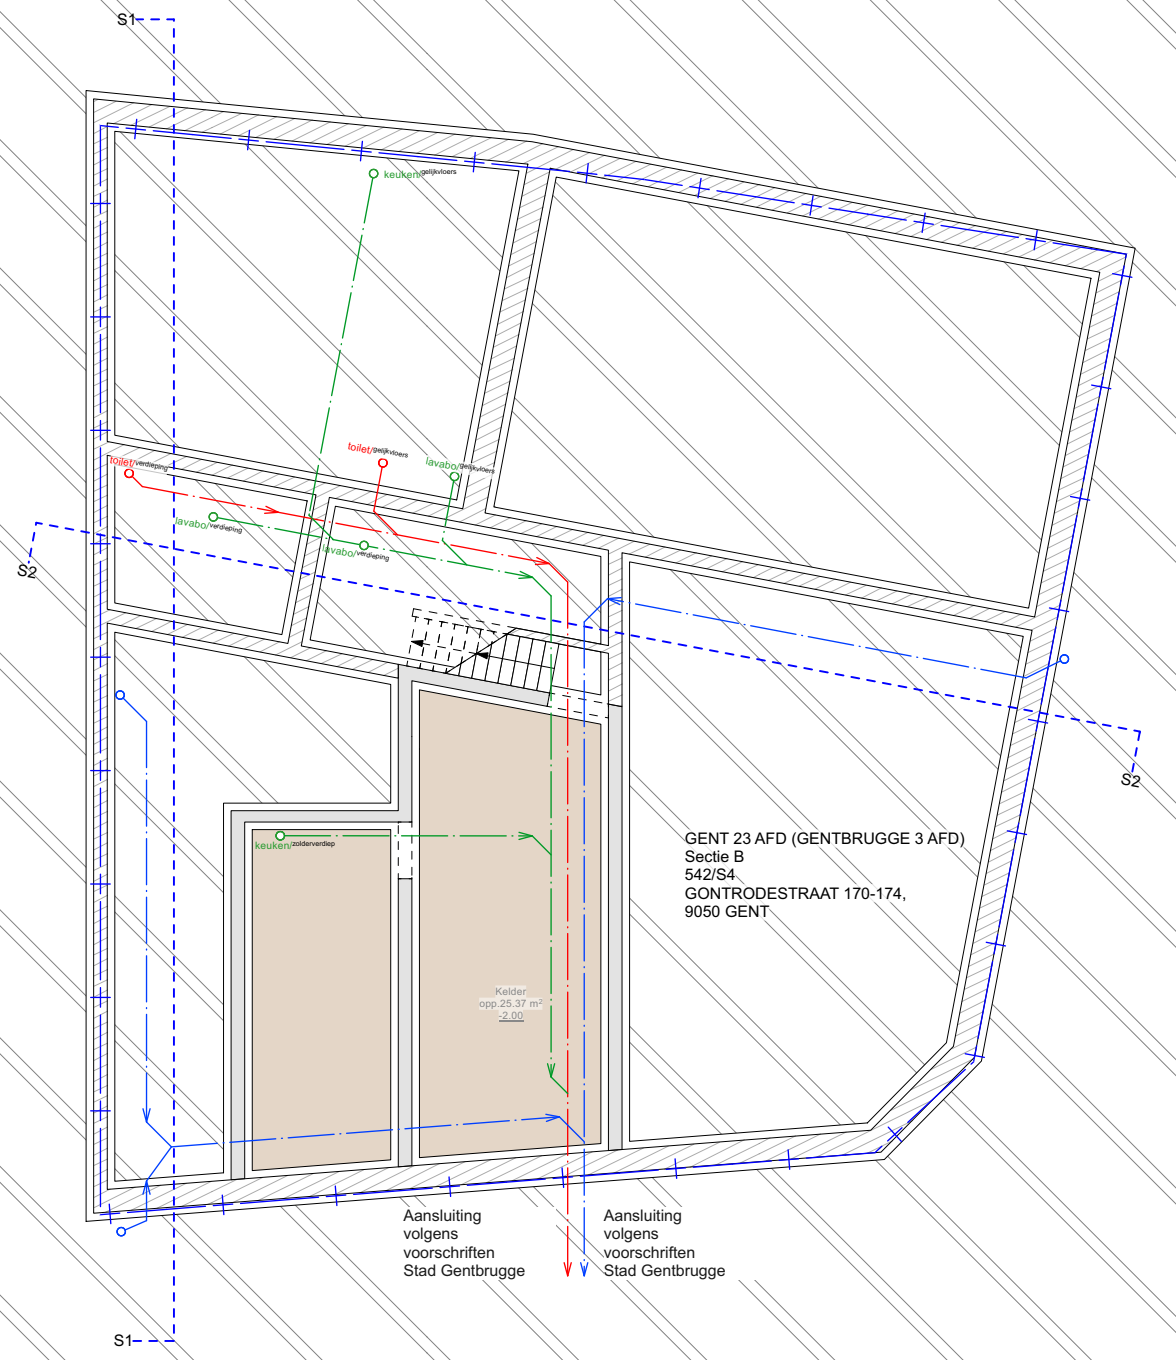 S1
keuken/gelijkvloers
toilet/gelijkvloers
toilet/verdieping
lavabo/gelijkvloers
lavabo/verdieping
lavabo/verdieping
S2
S2
keuken/zolderverdiep
GENT 23 AFD (GENTBRUGGE 3 AFD)
Sectie B
542/S4
GONTRODESTRAAT 170-174,
9050 GENT
Kelder
opp.25.37 m²
-2.00
Aansluiting
volgens
voorschriften
Stad Gentbrugge
Aansluiting
volgens
voorschriften
Stad Gentbrugge
S1